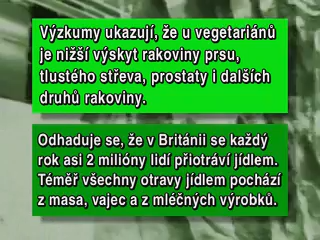 Výzkumy ukazují, že u vegetariánů
je nižší výskyt rakoviny prsu,
tlustého střeva, prostaty i dalších
druhů rakoviny.
Odhaduje se, že v Británii se každý
rok asi 2 milióny lidí přiotráví jídlem.
Téměř všechny otravy jídlem pochází
z masa, vajec a z mléčných výrobků.